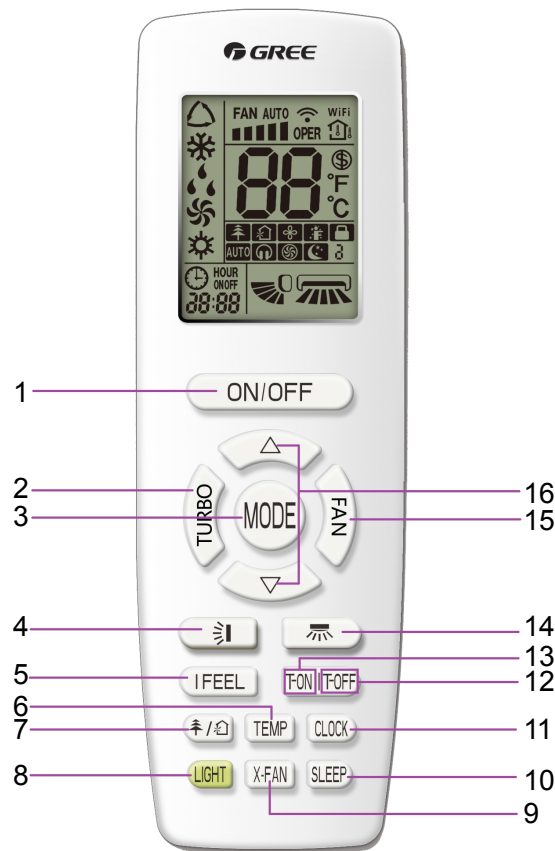 GREE
FAN AUTO WiFi
OPER
88 °F
°C
AUTO
HOUR
ON OFF
88:88
1 ON/OFF
2 TURBO
3 MODE
16
15 FAN
4
14
13
5 I FEEL T-ON T-OFF 12
6
7 / TEMP CLOCK 11
8 LIGHT X-FAN SLEEP 10
9